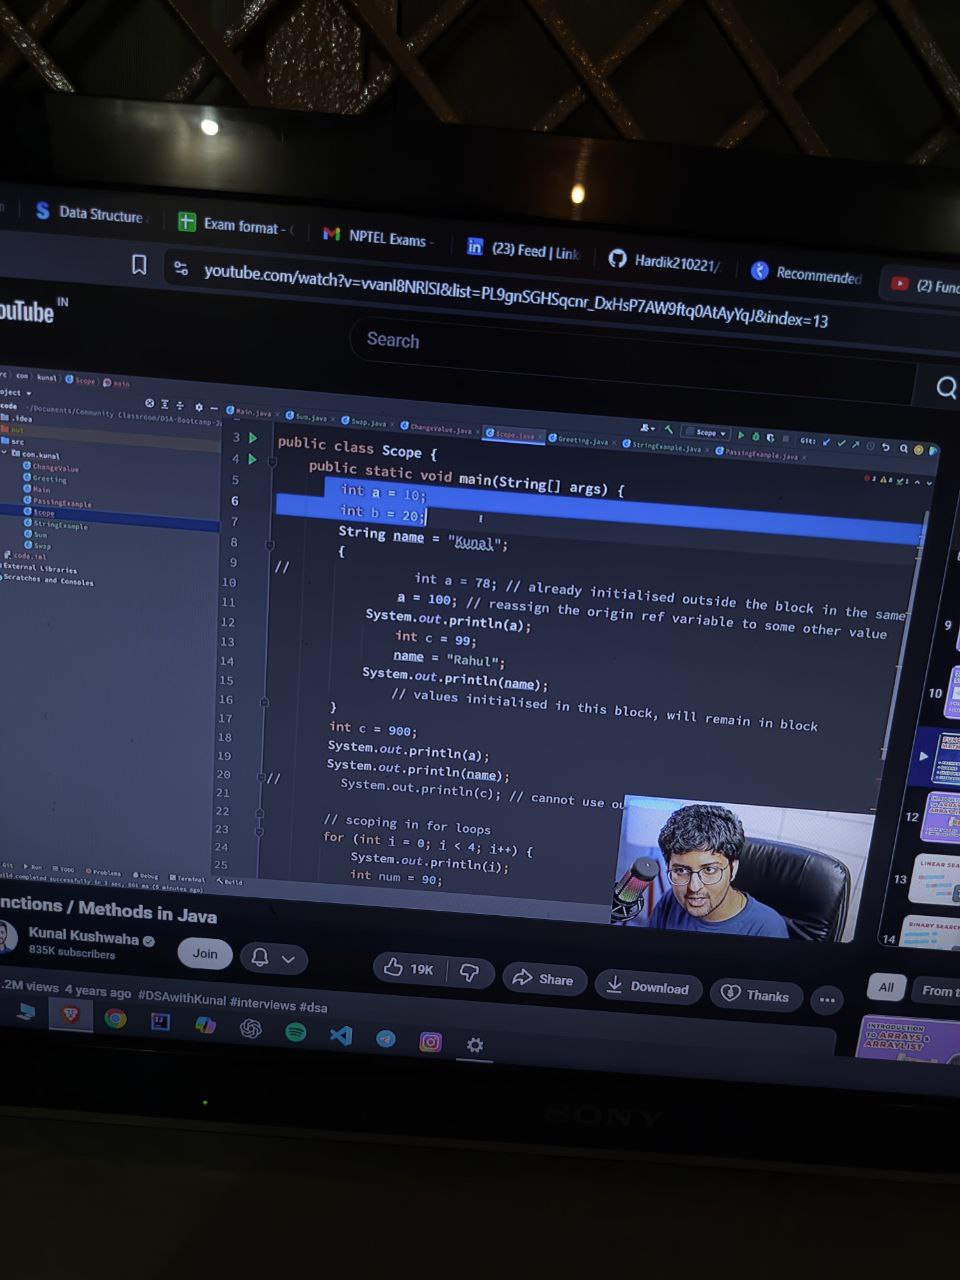 Data Structure
Exam format - (
NPTEL Exams -
(23) Feed | Link
Hardik210221/
Recommended
(2) Func
youtube.com/watch?v=vvanI8NRlSI&list=PL9gnSGHSqcnr_DxHsP7AW9ftq0AtAyYqJ&index=13
ouTube IN
Search
com kunal Scope main
oject
code ~/Documents/Community Classroom/DSA-Bootcamp-J
.idea
out
src
com.kunal
ChangeValue
Greeting
Main
PassingExample
Scope
StringExample
Sum
Swap
code.iml
External Libraries
Scratches and Consoles
Main.java Sum.java Swap.java ChangeValue.java Scope.java Greeting.java StringExample.java PassingExample.java
Scope Git:
3 public class Scope {
4 public static void main(String[] args) {
5 int a = 10;
6 int b = 20;
7 String name = "Kunal";
8 {
9 // int a = 78; // already initialised outside the block in the same
10 a = 100; // reassign the origin ref variable to some other value
11 System.out.println(a);
12 int c = 99;
13 name = "Rahul";
14 System.out.println(name);
15 // values initialised in this block, will remain in block
16 }
17 int c = 900;
18 System.out.println(a);
19 System.out.println(name);
20 // System.out.println(c); // cannot use ou
21
22 // scoping in for loops
23 for (int i = 0; i < 4; i++) {
24 System.out.println(i);
25 int num = 90;
Git Run TODO Problems Debug Terminal Build
ild completed successfully in 3 sec, 801 ms (5 minutes ago)
9
10
12
13
14
LINEAR SEARC
BINARY SEARC
nctions / Methods in Java
Kunal Kushwaha
835K subscribers
Join
19K
Share
Download
Thanks
All
From t
.2M views 4 years ago #DSAwithKunal #interviews #dsa
INTRODUCTION
TO ARRAYS &
ARRAYLIST
SONY